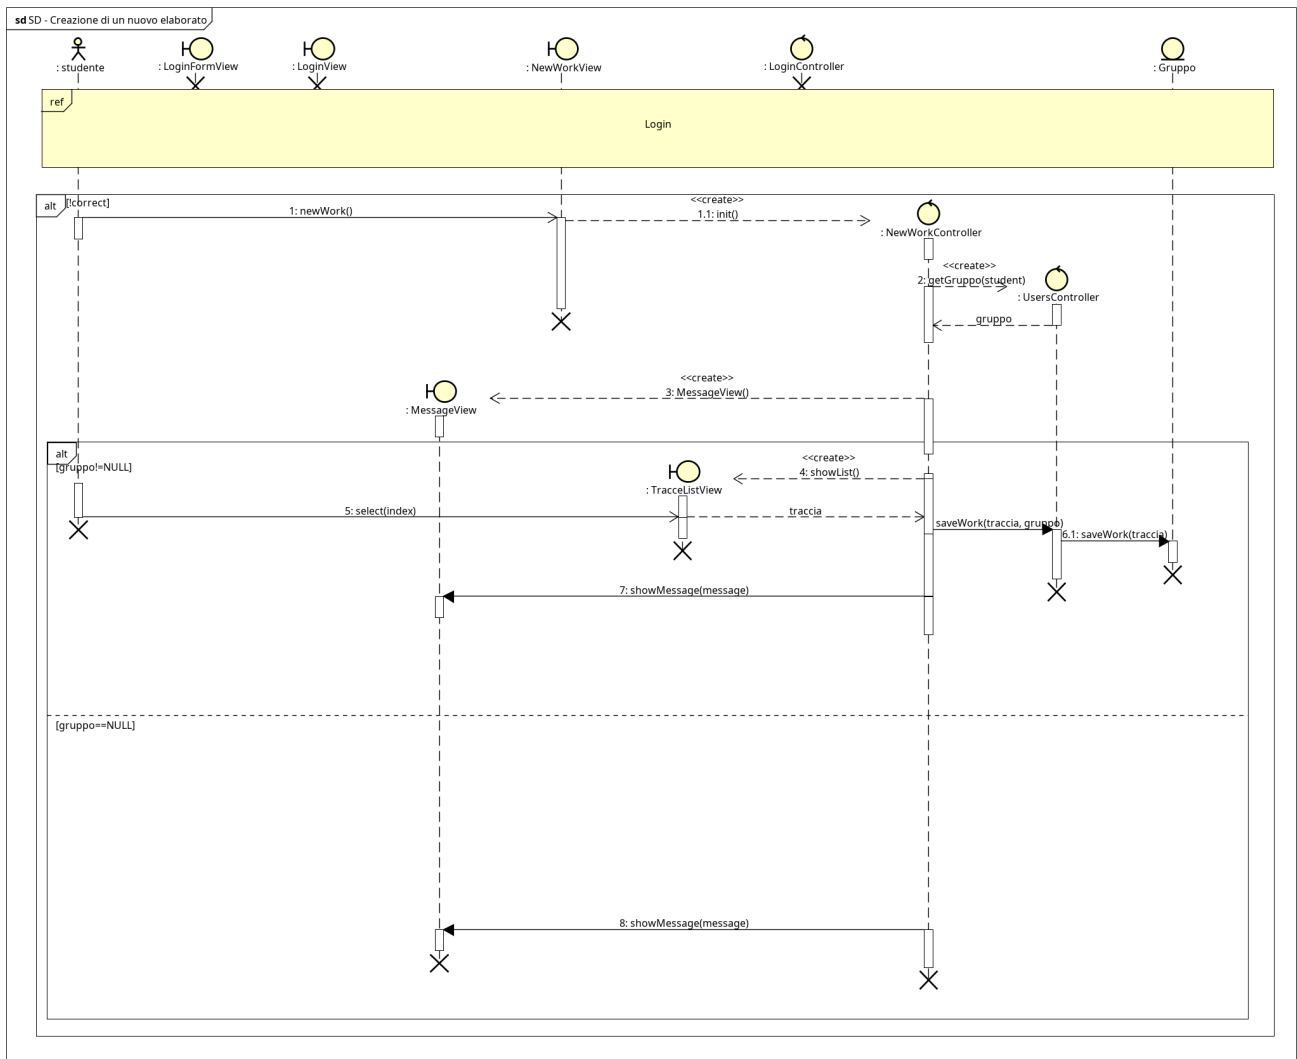 sd SD - Creazione di un nuovo elaborato
: studente
: LoginFormView
: LoginView
: NewWorkView
: LoginController
: Gruppo
ref
Login
alt
[!correct]
1: newWork()
<<create>>
1.1: init()
: NewWorkController
<<create>>
2: getGruppo(student)
: UsersController
gruppo
<<create>>
3: MessageView()
: MessageView
alt
[gruppo!=NULL]
<<create>>
4: showList()
: TracceListView
5: select(index)
traccia
saveWork(traccia, gruppo)
6.1: saveWork(traccia)
7: showMessage(message)
[gruppo==NULL]
8: showMessage(message)